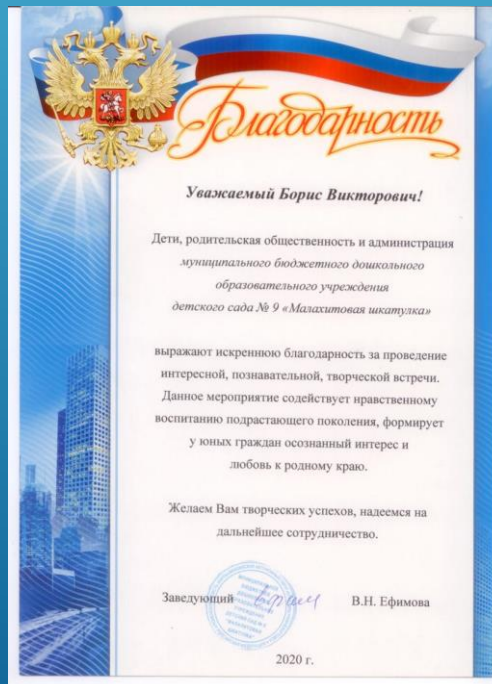 Благодарность
Уважаемый Борис Викторович!
Дети, родительская общественность и администрация
муниципального бюджетного дошкольного
образовательного учреждения
детского сада № 9 «Малахитовая шкатулка»
выражают искреннюю благодарность за проведение
интересной, познавательной, творческой встречи.
Данное мероприятие содействует нравственному
воспитанию подрастающего поколения, формирует
у юных граждан осознанный интерес и
любовь к родному краю.
Желаем Вам творческих успехов, надеемся на
дальнейшее сотрудничество.
Заведующий В.Н. Ефимова
2020 г.